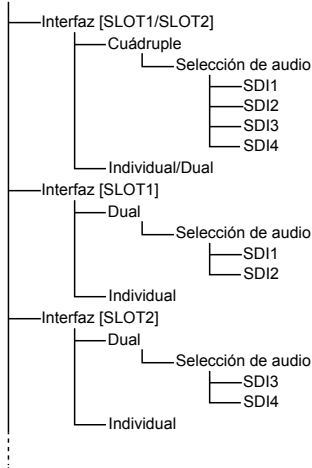 Interfaz [SLOT1/SLOT2]
Cuádruple
Selección de audio
SDI1
SDI2
SDI3
SDI4
Individual/Dual
Interfaz [SLOT1]
Dual
Selección de audio
SDI1
SDI2
Individual
Interfaz [SLOT2]
Dual
Selección de audio
SDI3
SDI4
Individual